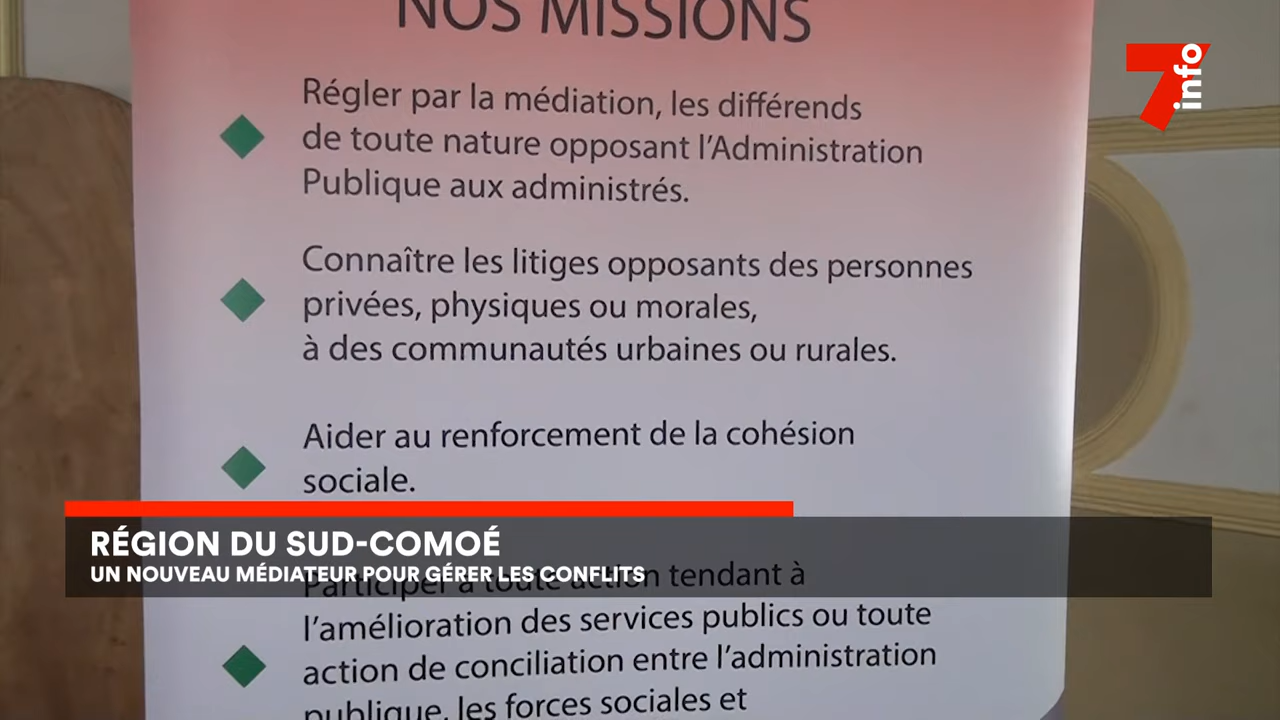 NOS MISSIONS
7info
Régler par la médiation, les différends
de toute nature opposant l'Administration
Publique aux administrés.
Connaître les litiges opposants des personnes
privées, physiques ou morales,
à des communautés urbaines ou rurales.
Aider au renforcement de la cohésion
sociale.
RÉGION DU SUD-COMOÉ
UN NOUVEAU MÉDIATEUR POUR GÉRER LES CONFLITS
Participer à toute action tendant à
l'amélioration des services publics ou toute
action de conciliation entre l'administration
publique, les forces sociales et